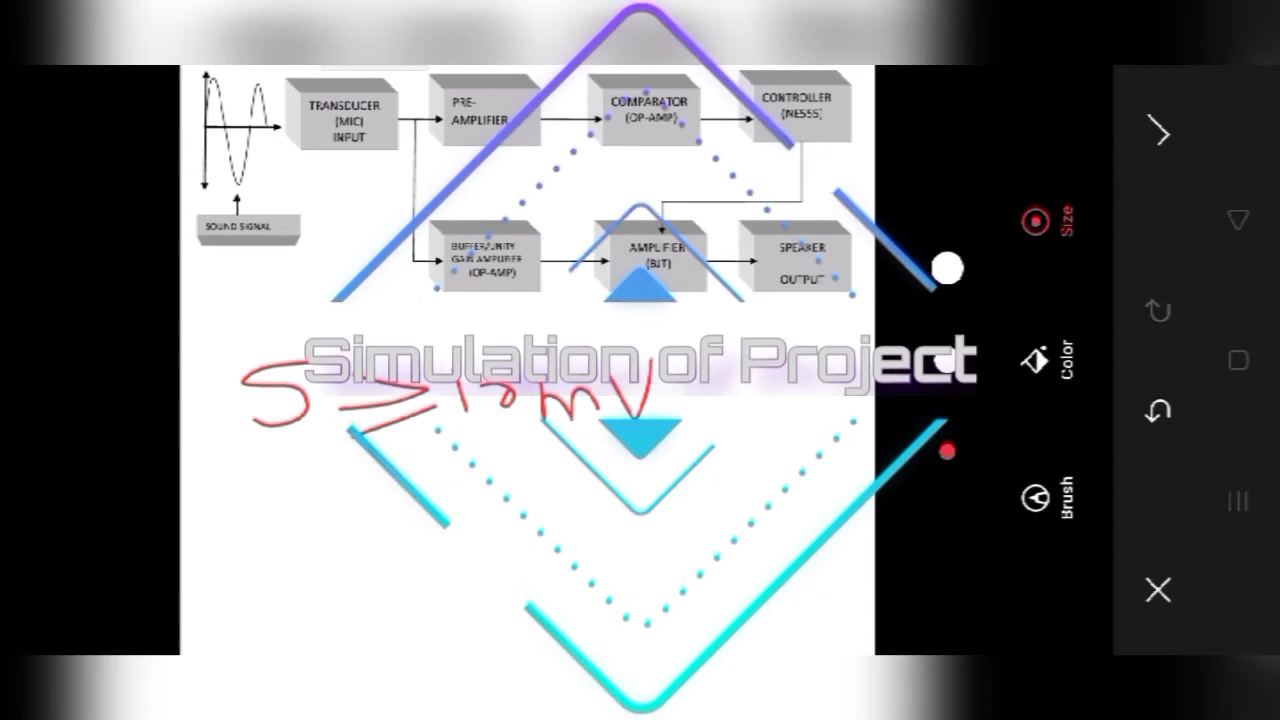 TRANSDUCER
(MIC)
INPUT
PRE-
AMPLIFIER
COMPARATOR
(OP-AMP)
CONTROLLER
(NE555)
SOUND SIGNAL
BUFFER/UNITY
GAIN AMPLIFIER
(OP-AMP)
AMPLIFIER
(BJT)
SPEAKER
OUTPUT
Simulation of Project
S ≥ 10mV
Size
Color
Brush